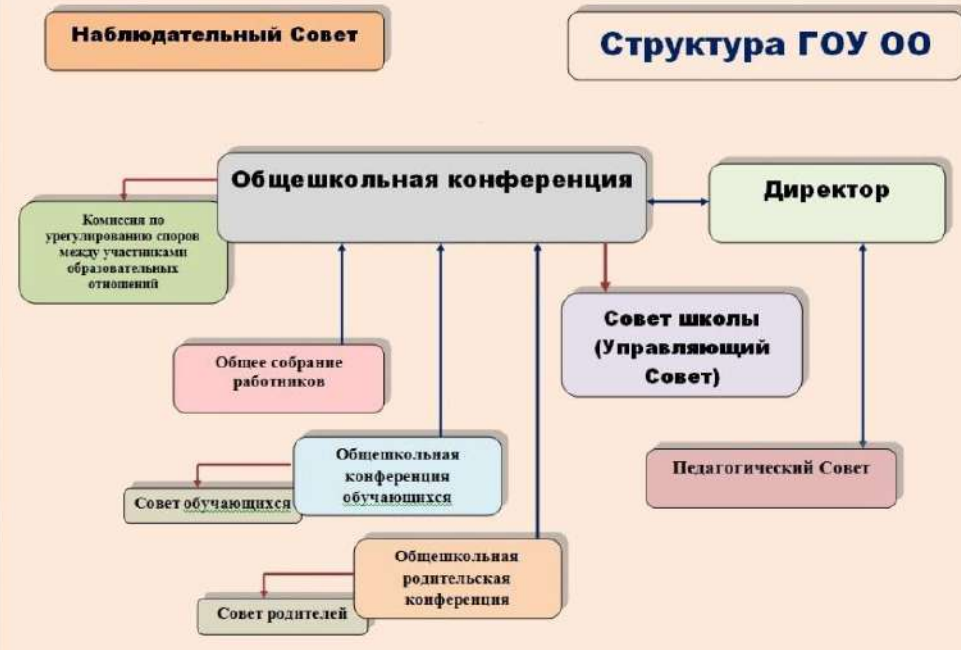 Наблюдательный Совет
Структура ГОУ ОО
Общешкольная конференция
Директор
Комиссия по
урегулированию споров
между участниками
образовательных
отношений
Совет школы
(Управляющий
Совет)
Общее собрание
работников
Общешкольная
конференция
обучающихся
Педагогический Совет
Совет обучающихся
Общешкольная
родительская
конференция
Совет родителей